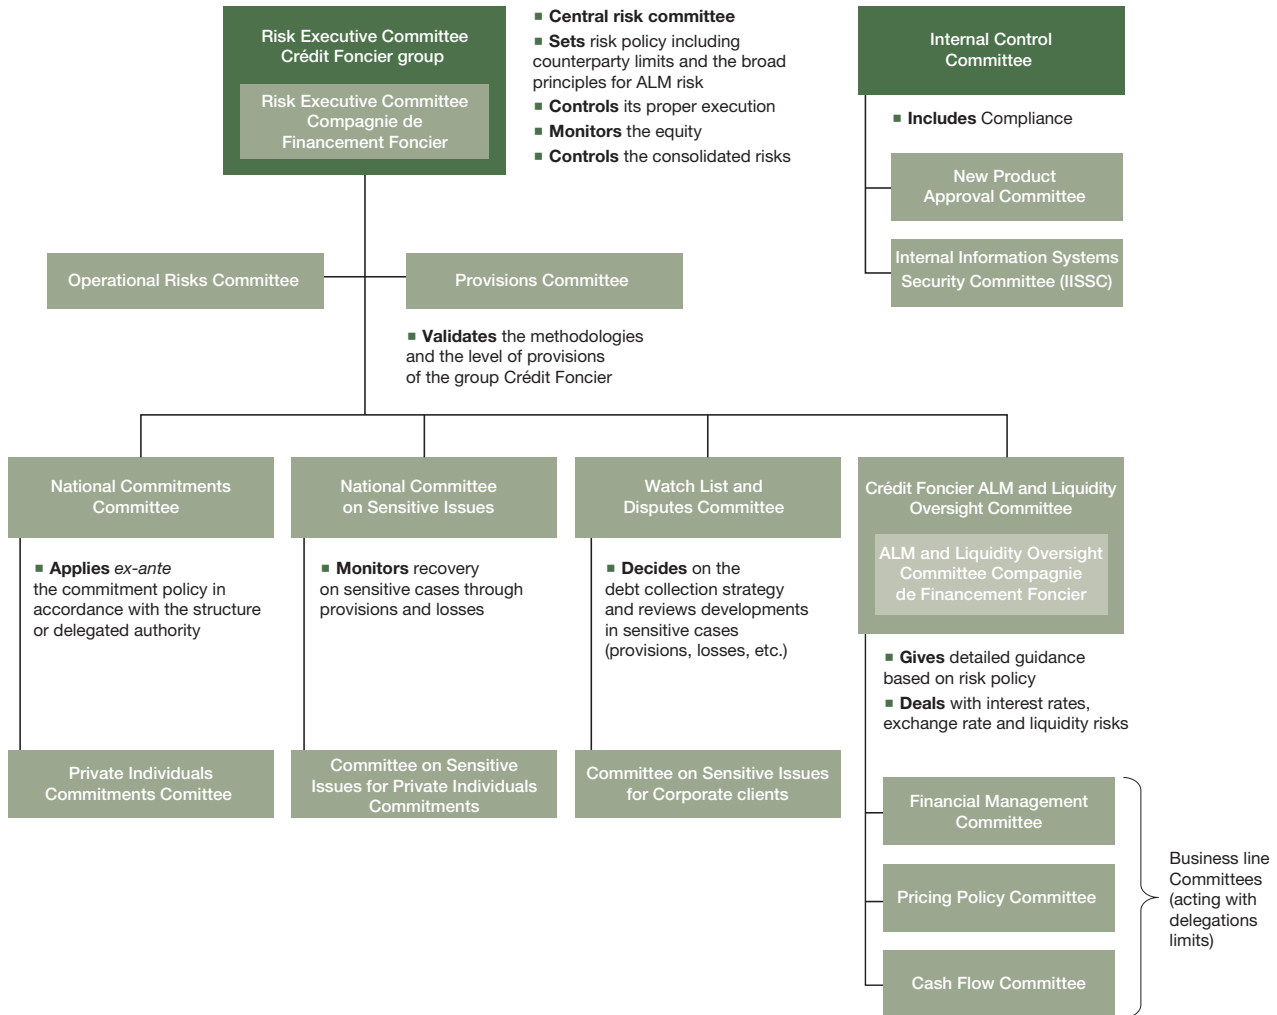 Risk Executive Committee
Crédit Foncier group
Risk Executive Committee
Compagnie de
Financement Foncier
■ Central risk committee
■ Sets risk policy including
counterparty limits and the broad
principles for ALM risk
■ Controls its proper execution
■ Monitors the equity
■ Controls the consolidated risks
Internal Control
Committee
■ Includes Compliance
New Product
Approval Committee
Internal Information Systems
Security Committee (IISSC)
Operational Risks Committee
Provisions Committee
■ Validates the methodologies
and the level of provisions
of the group Crédit Foncier
National Commitments
Committee
■ Applies ex-ante
the commitment policy in
accordance with the structure
or delegated authority
Private Individuals
Commitments Comittee
National Committee
on Sensitive Issues
■ Monitors recovery
on sensitive cases through
provisions and losses
Committee on Sensitive
Issues for Private Individuals
Commitments
Watch List and
Disputes Committee
■ Decides on the
debt collection strategy
and reviews developments
in sensitive cases
(provisions, losses, etc.)
Committee on Sensitive Issues
for Corporate clients
Crédit Foncier ALM and Liquidity
Oversight Committee
ALM and Liquidity Oversight
Committee Compagnie
de Financement Foncier
■ Gives detailed guidance
based on risk policy
■ Deals with interest rates,
exchange rate and liquidity risks
Financial Management
Committee
Pricing Policy Committee
Cash Flow Committee
Business line
Committees
(acting with
delegations
limits)